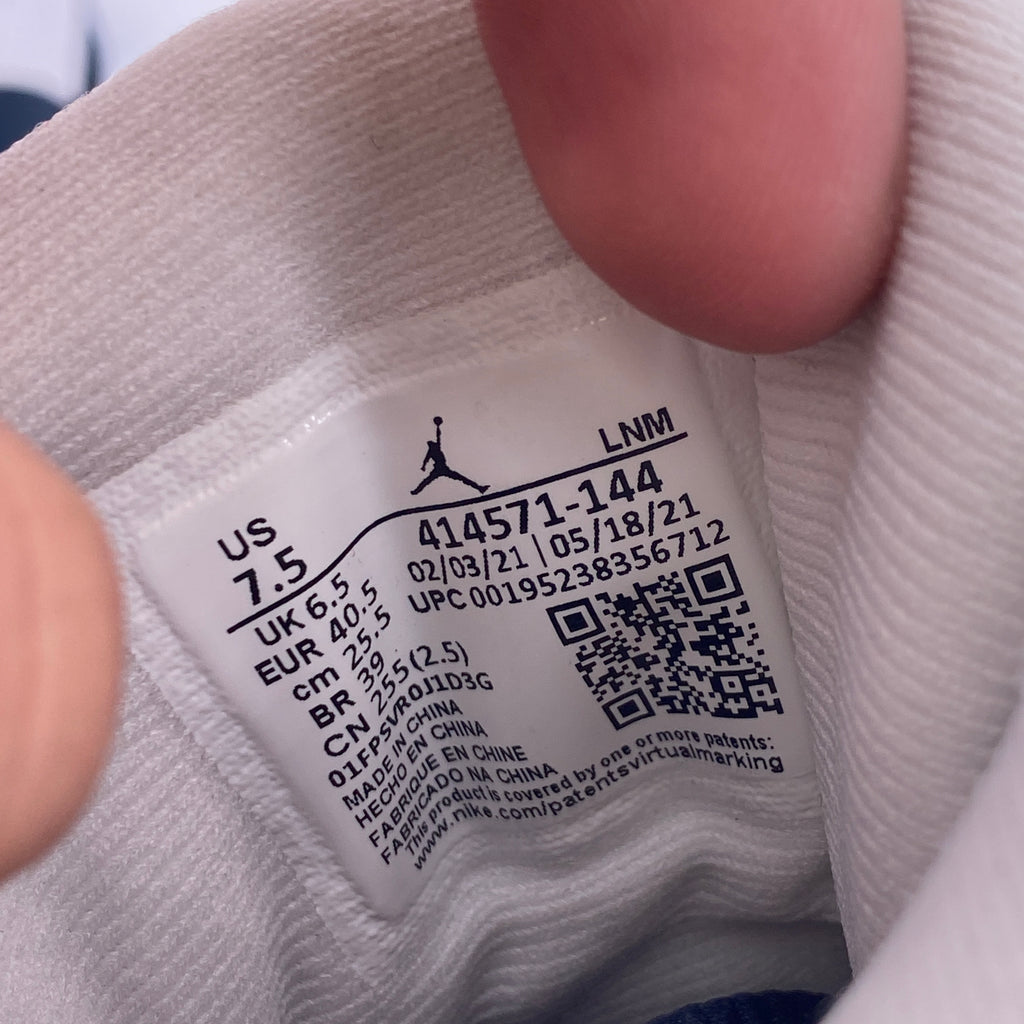 LNM
US
7.5
414571-144
02/03/21 | 05/18/21
UPC 00195238356712
UK 6.5
EUR 40.5
cm 25.5
BR 39
CN 255 (2.5)
01FPSVR0J1D3G
MADE IN CHINA
HECHO EN CHINA
FABRIQUE EN CHINE
FABRICADO NA CHINA
This product is covered by one or more patents:
www.nike.com/patentsvirtualmarking